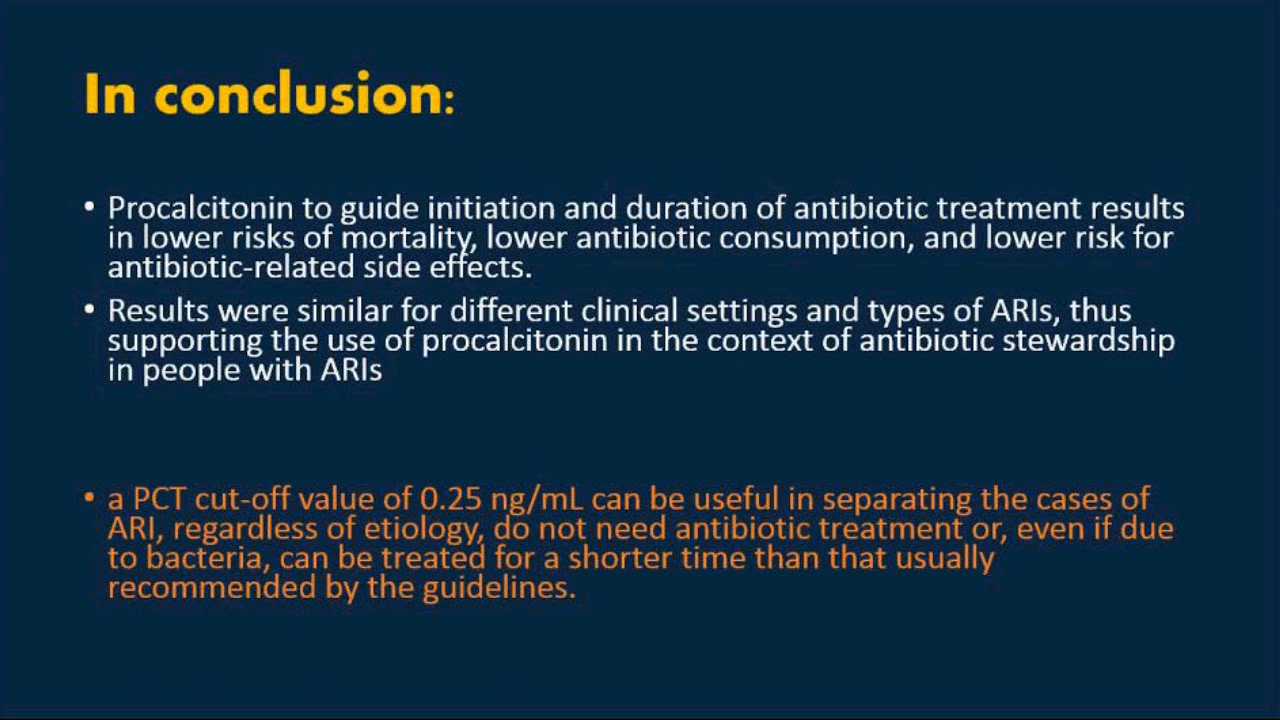 In conclusion:
• Procalcitonin to guide initiation and duration of antibiotic treatment results
in lower risks of mortality, lower antibiotic consumption, and lower risk for
antibiotic-related side effects.
• Results were similar for different clinical settings and types of ARIs, thus
supporting the use of procalcitonin in the context of antibiotic stewardship
in people with ARIs
• a PCT cut-off value of 0.25 ng/mL can be useful in separating the cases of
ARI, regardless of etiology, do not need antibiotic treatment or, even if due
to bacteria, can be treated for a shorter time than that usually
recommended by the guidelines.